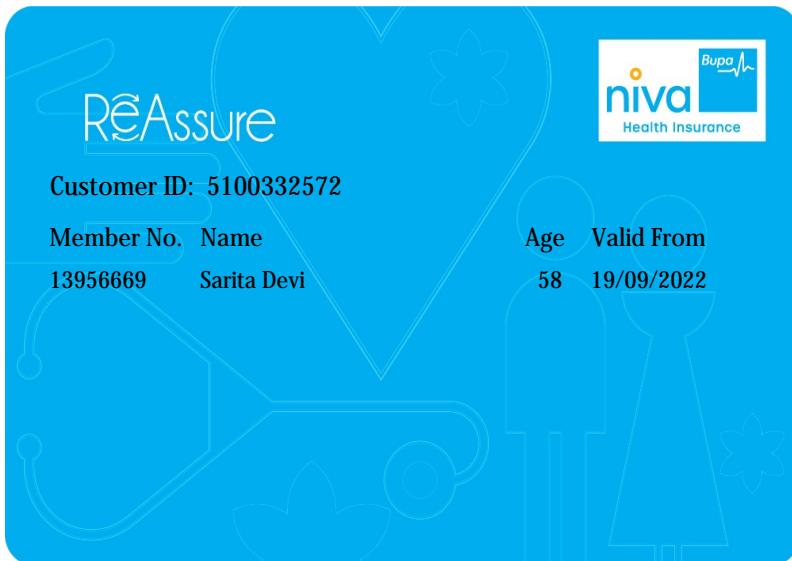 ReAssure
Bupa
niva
Health Insurance
Customer ID: 5100332572
Member No. Name Age Valid From
13956669 Sarita Devi 58 19/09/2022